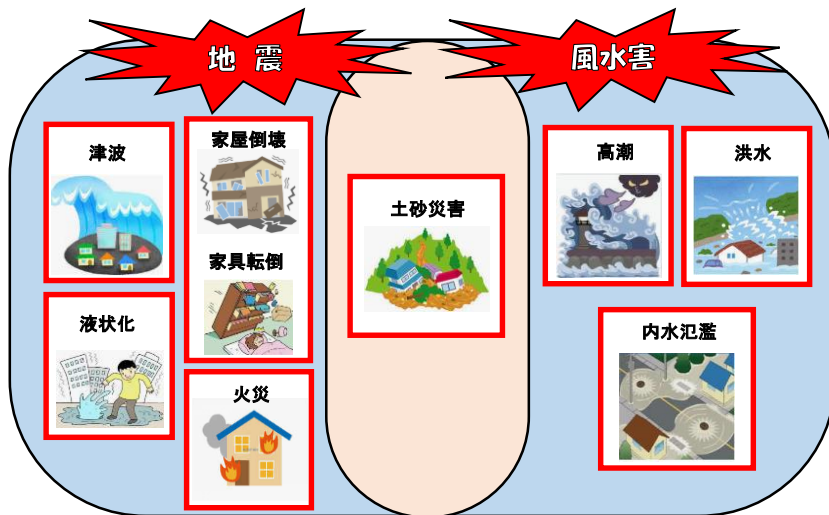 地 震
風水害
津波
家屋倒壊
家具転倒
液状化
火災
土砂災害
高潮
洪水
内水氾濫